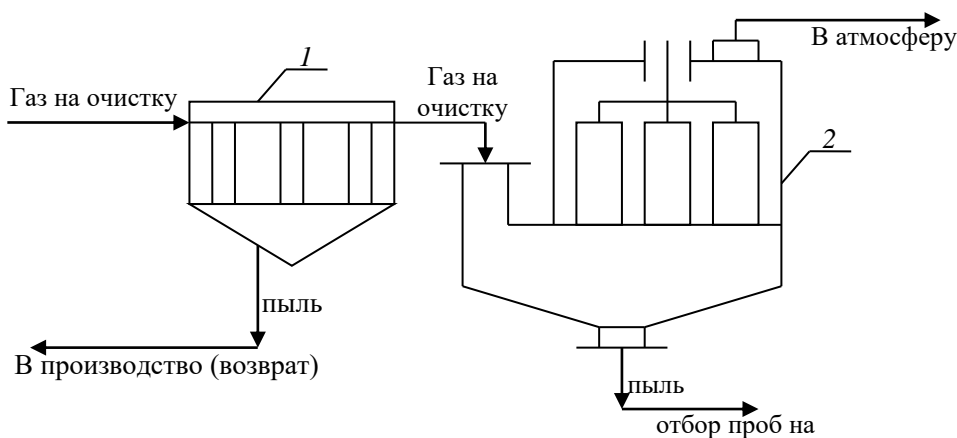 В атмосферу
1
Газ на очистку
Газ на
очистку
2
пыль
В производство (возврат)
пыль
отбор проб на